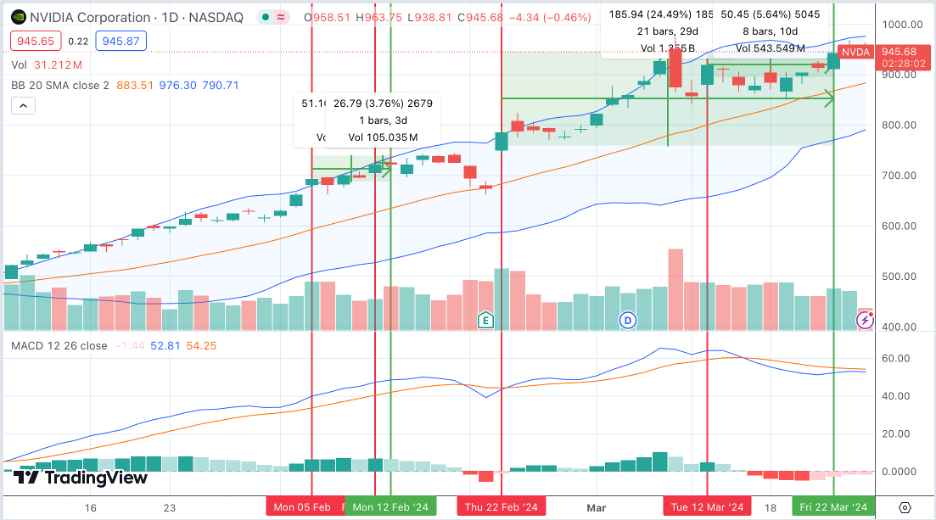 NVIDIA Corporation · 1D · NASDAQ O958.51 H963.75 L938.81 C945.68 −4.34 (−0.46%)
945.65 0.22 945.87
Vol 31.212M
BB 20 SMA close 2 883.51 976.30 790.71
185.94 (24.49%) 185
21 bars, 29d
Vol 1.355B
50.45 (5.64%) 5045
8 bars, 10d
Vol 543.549M
51.10
26.79 (3.76%) 2679
1 bars, 3d
Vol 105.035M
NVDA
945.68
02:28:02
1000.00
900.00
800.00
700.00
600.00
500.00
400.00
E
D
MACD 12 26 close −1.44 52.81 54.25
60.00
40.00
20.00
0.0000
TradingView
16 23 Mon 05 Feb Mon 12 Feb '24 Thu 22 Feb '24 Mar Tue 12 Mar '24 18 Fri 22 Mar '24